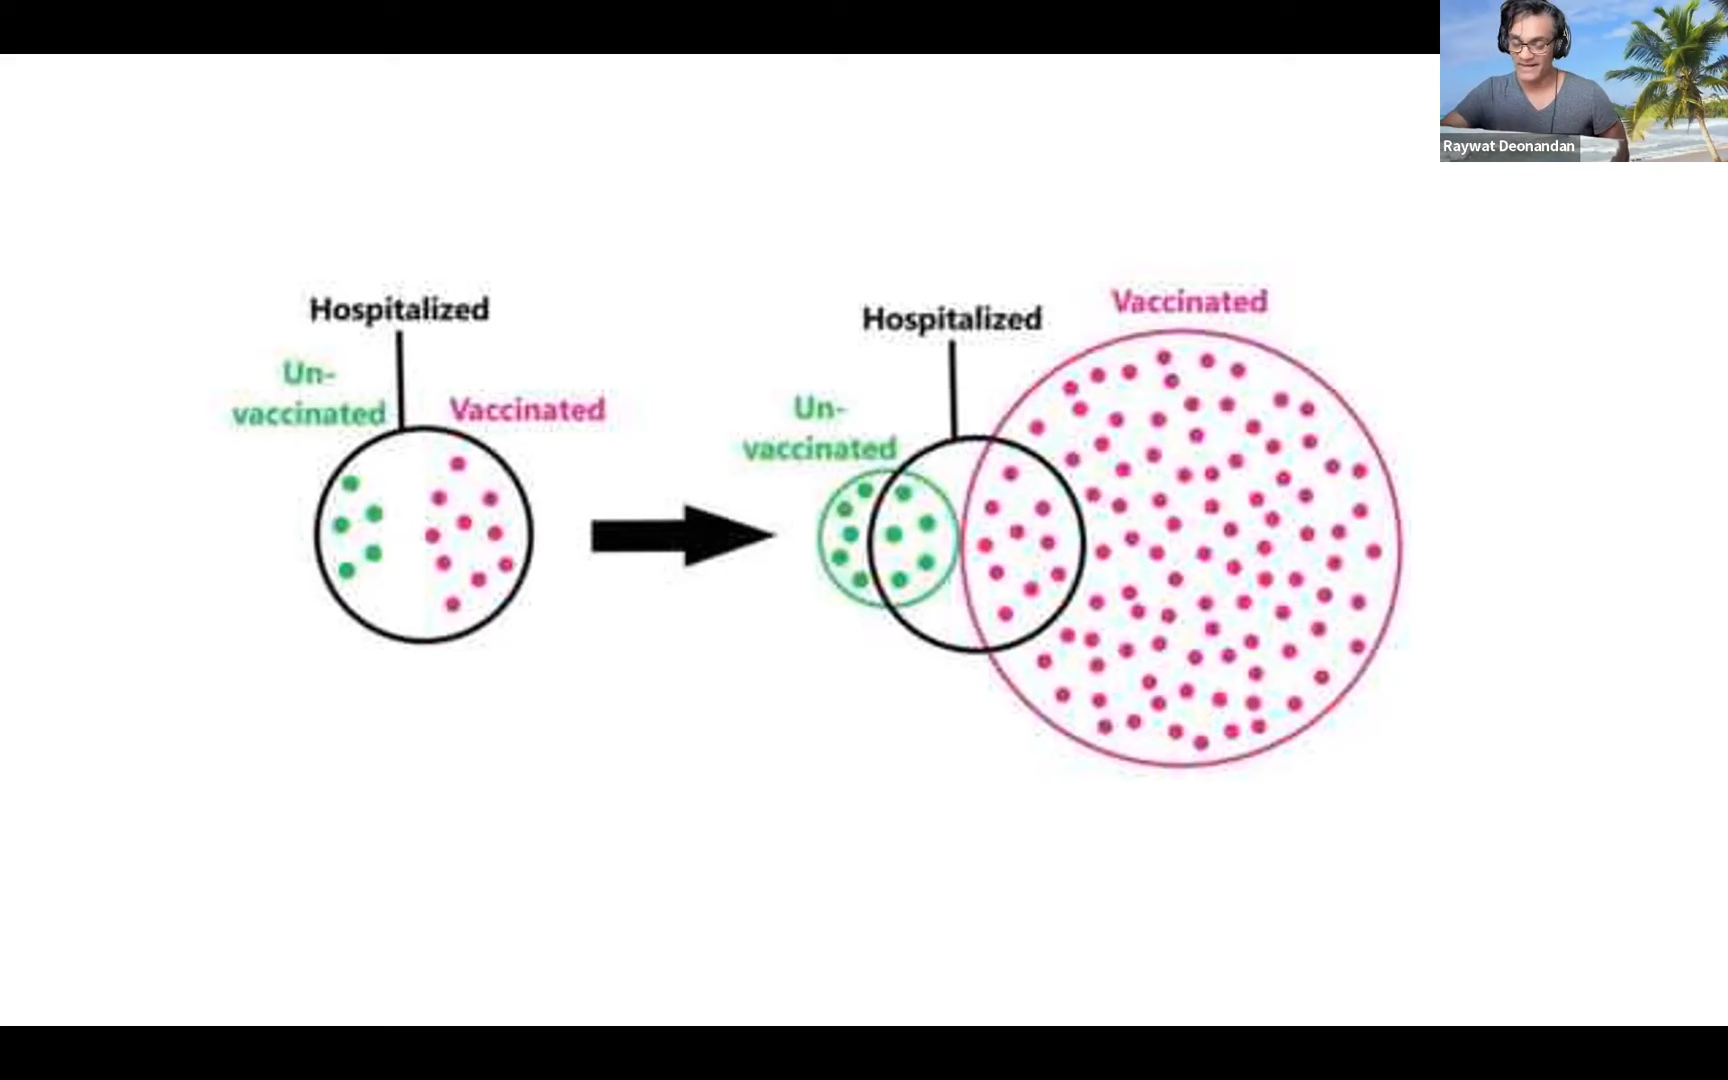 Raywat Deonandan
Hospitalized
Un-
vaccinated
Vaccinated
Hospitalized
Un-
vaccinated
Vaccinated